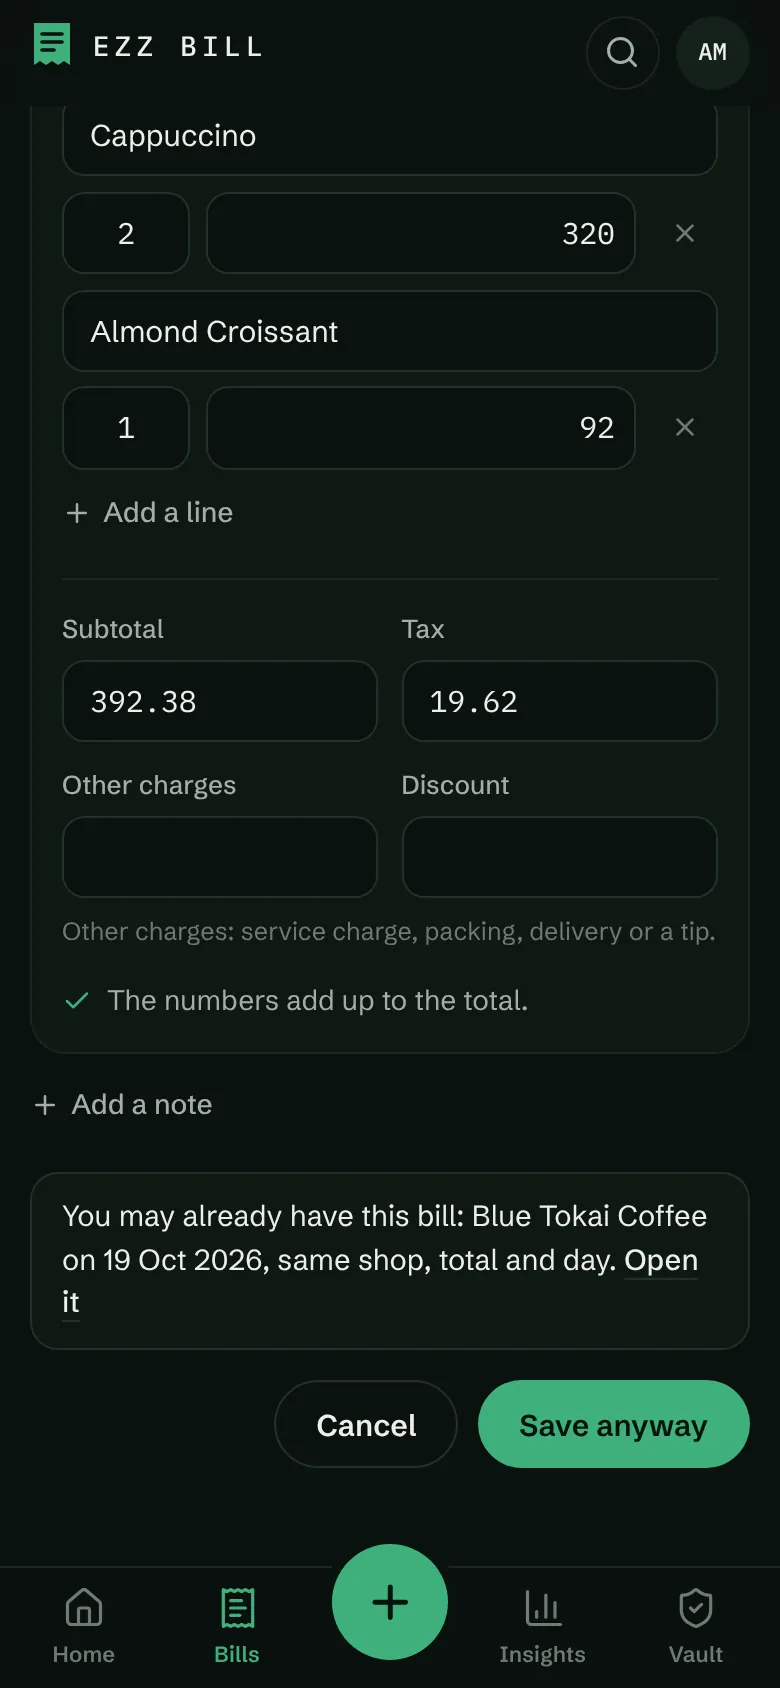 EZZ BILL
AM
Cappuccino
2 320
Almond Croissant
1 92
Add a line
Subtotal Tax
392.38 19.62
Other charges Discount
Other charges: service charge, packing, delivery or a tip.
The numbers add up to the total.
Add a note
You may already have this bill: Blue Tokai Coffee
on 19 Oct 2026, same shop, total and day. Open
it
Cancel Save anyway
Home Bills Insights Vault